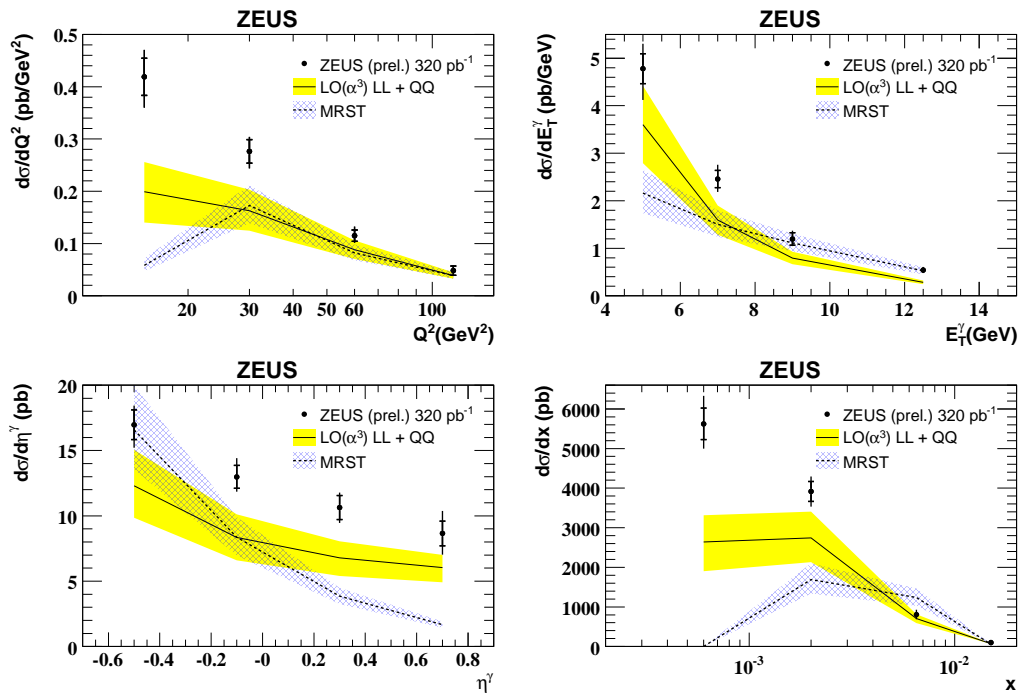 ZEUS
dσ/dQ² (pb/GeV²)
0.5
0.4
0.3
0.2
0.1
0
ZEUS (prel.) 320 pb⁻¹
LO(α³) LL + QQ
MRST
20 30 40 50 60 100
Q²(GeV²)
ZEUS
dσ/dE_T^γ (pb/GeV)
5
4
3
2
1
0
ZEUS (prel.) 320 pb⁻¹
LO(α³) LL + QQ
MRST
4 6 8 10 12 14
E_T^γ(GeV)
ZEUS
dσ/dη^γ (pb)
20
15
10
5
0
ZEUS (prel.) 320 pb⁻¹
LO(α³) LL + QQ
MRST
-0.6 -0.4 -0.2 -0 0.2 0.4 0.6 0.8
η^γ
ZEUS
dσ/dx (pb)
6000
5000
4000
3000
2000
1000
0
ZEUS (prel.) 320 pb⁻¹
LO(α³) LL + QQ
MRST
10⁻³ 10⁻²
x